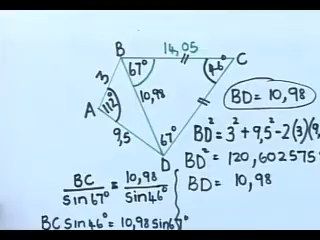 B 14,05 C
67° 46°
3 10,98
A 112°
9,5 67°
D
BD = 10,98
BD² = 3² + 9,5² - 2(3)(9,
BD² = 120,602575
BD = 10,98
BC/sin67° = 10,98/sin46°
BC sin46° = 10,98 sin67°